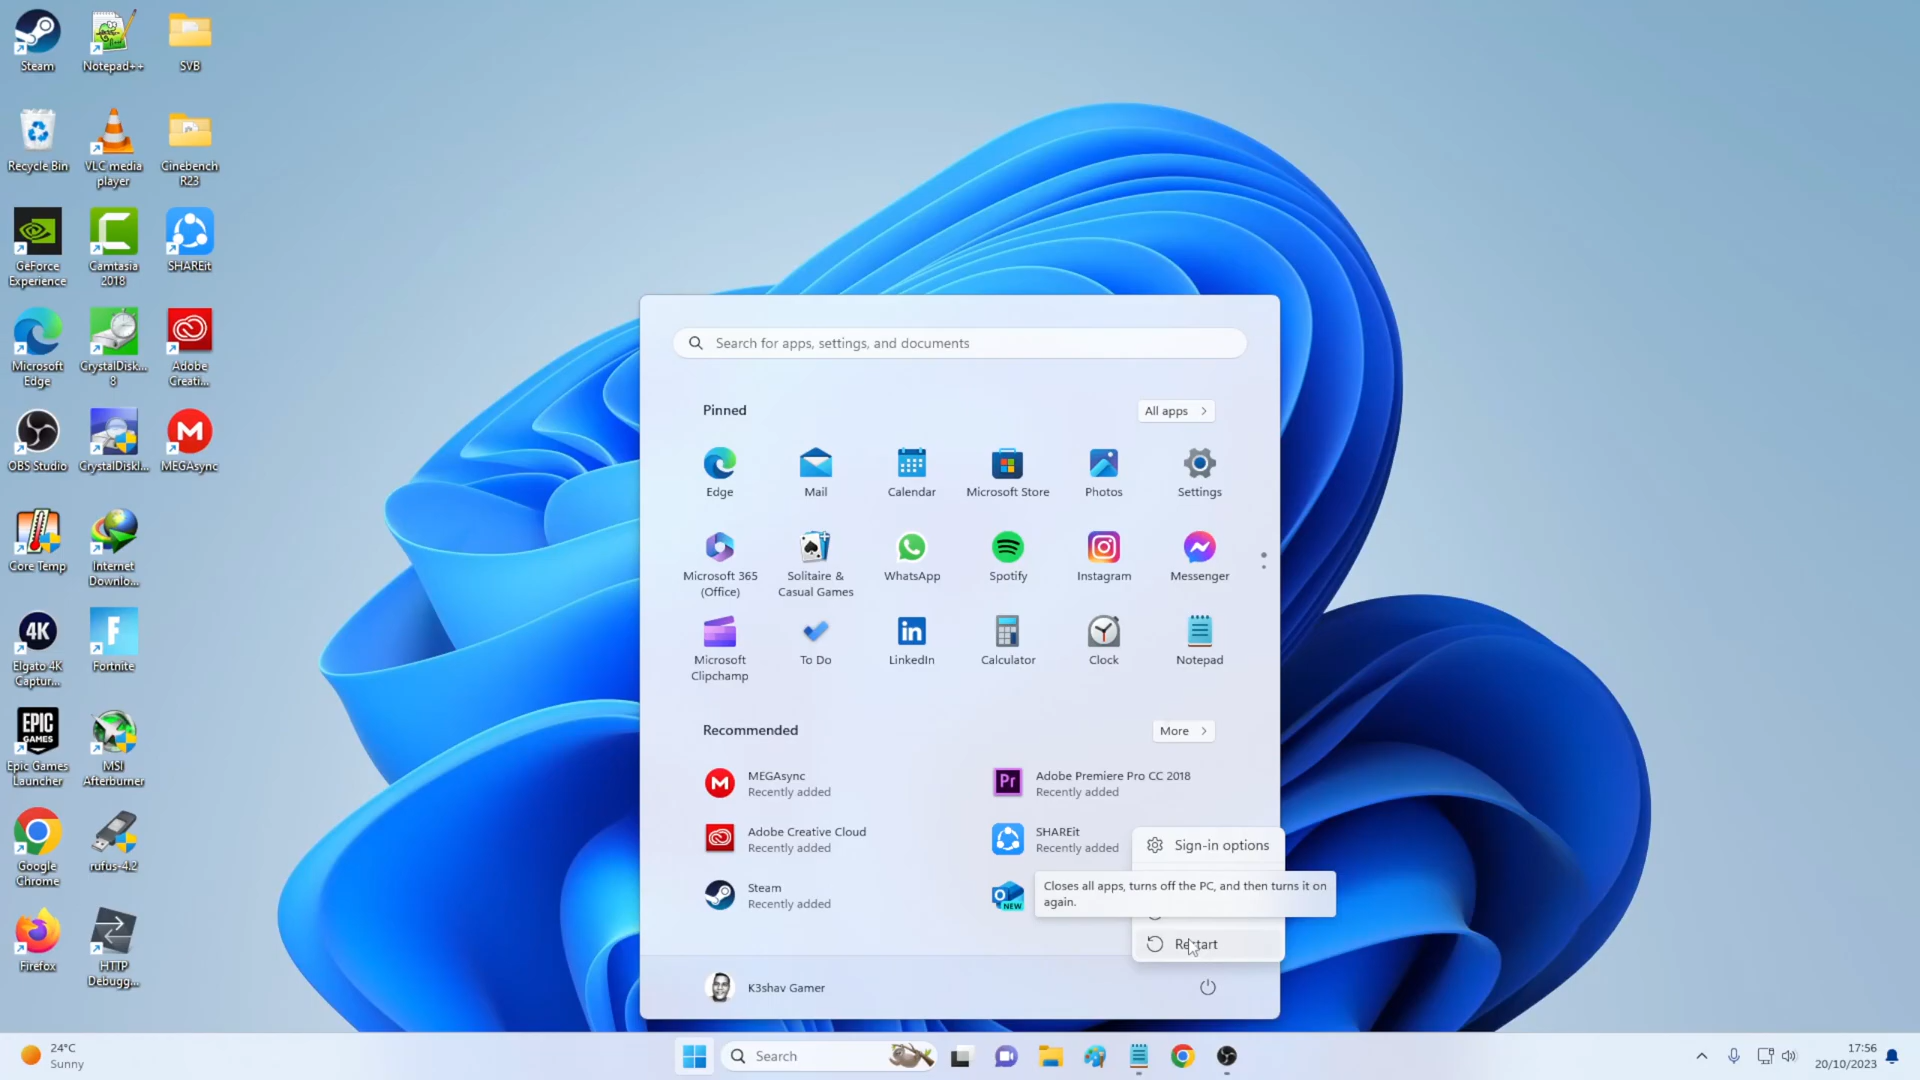 Steam
Notepad++
SVB
Recycle Bin
VLC media
player
Cinebench
R23
GeForce
Experience
Camtasia
2018
SHAREit
Microsoft
Edge
CrystalDisk...
8
Adobe
Creati...
OBS Studio
CrystalDiskI...
MEGAsync
Core Temp
Internet
Downlo...
4K
Elgato 4K
Captur...
Fortnite
EPIC
GAMES
Epic Games
Launcher
MSI
Afterburner
Google
Chrome
rufus-4.2
Firefox
HTTP
Debugg...
Search for apps, settings, and documents
Pinned
All apps
Edge
Mail
Calendar
Microsoft Store
Photos
Settings
Microsoft 365
(Office)
Solitaire &
Casual Games
WhatsApp
Spotify
Instagram
Messenger
Microsoft
Clipchamp
To Do
LinkedIn
Calculator
Clock
Notepad
Recommended
More
MEGAsync
Recently added
Adobe Premiere Pro CC 2018
Recently added
Adobe Creative Cloud
Recently added
SHAREit
Recently added
Steam
Recently added
NEW
Sign-in options
Closes all apps, turns off the PC, and then turns it on
again.
Restart
K3shav Gamer
24°C
Sunny
Search
17:56
20/10/2023